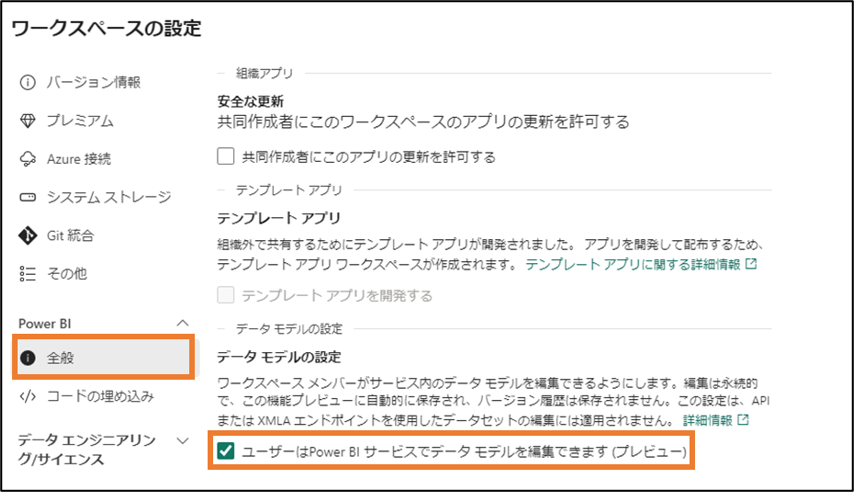 ワークスペースの設定
バージョン情報
プレミアム
Azure 接続
システム ストレージ
Git 統合
その他
Power BI
全般
コードの埋め込み
データ エンジニアリン
グ/サイエンス
組織アプリ
安全な更新
共同作成者にこのワークスペースのアプリの更新を許可する
共同作成者にこのアプリの更新を許可する
テンプレート アプリ
テンプレート アプリ
組織外で共有するためにテンプレート アプリが開発されました。 アプリを開発して配布するため、
テンプレート アプリ ワークスペースが作成されます。 テンプレート アプリに関する詳細情報
テンプレート アプリを開発する
データ モデルの設定
データ モデルの設定
ワークスペース メンバーがサービス内のデータ モデルを編集できるようにします。編集は永続的
で、この機能プレビューに自動的に保存され、バージョン履歴は保存されません。この設定は、API
または XMLA エンドポイントを使用したデータセットの編集には適用されません。 詳細情報
ユーザーはPower BI サービスでデータ モデルを編集できます (プレビュー)